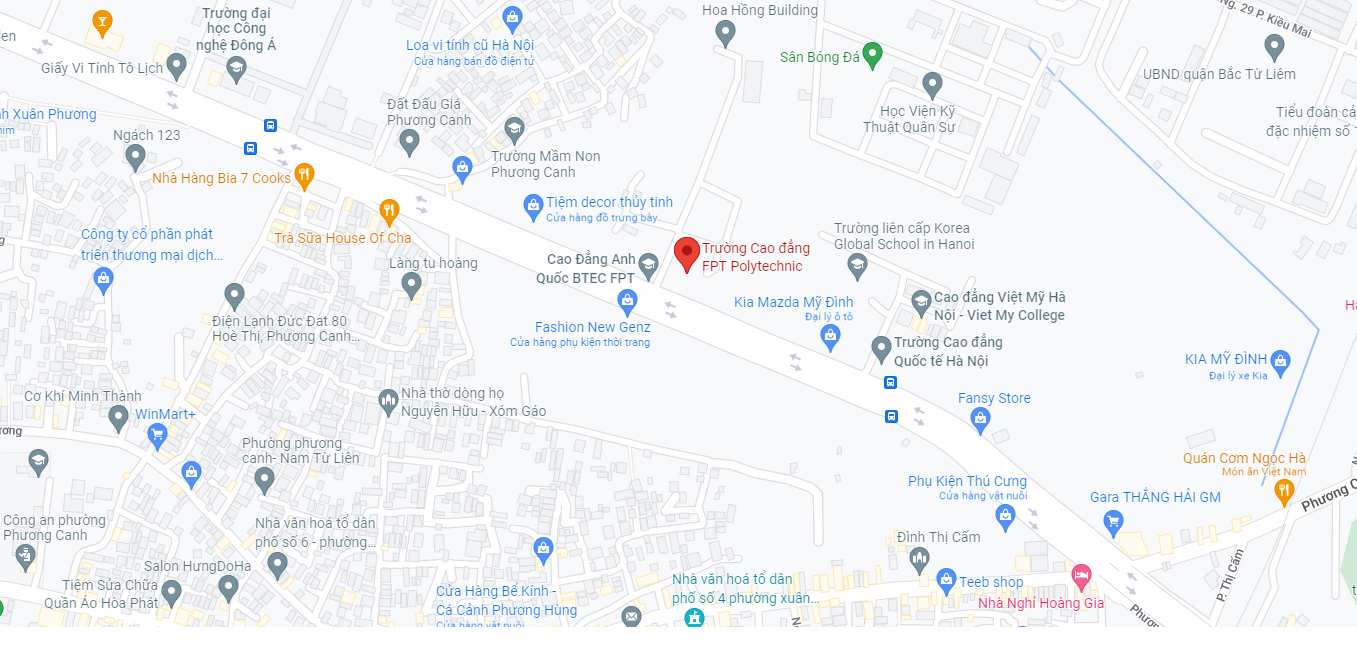 Trường đại
học Công
nghệ Đông Á
Giấy Vi Tính Tô Lịch
Loa vi tính cũ Hà Nội
Cửa hàng bán đồ điện tử
Hoa Hồng Building
Sân Bóng Đá
Ng. 29 P. Kiều Mai
UBND quận Bắc Từ Liêm
Học Viện Kỹ
Thuật Quân Sự
Tiểu đoàn cả
đặc nhiệm số
Xuân Phương
Ngách 123
Đất Đấu Giá
Phương Canh
Trường Mầm Non
Phương Canh
Nhà Hàng Bia 7 Cooks
Trà Sữa House Of Cha
Tiệm decor thủy tinh
Cửa hàng đồ trưng bày
Công ty cổ phần phát
triển thương mại dịch...
Làng tu hoàng
Cao Đẳng Anh
Quốc BTEC FPT
Trường Cao đẳng
FPT Polytechnic
Trường liên cấp Korea
Global School in Hanoi
Điện Lạnh Đức Đạt 80
Hoè Thị, Phương Canh...
Fashion New Genz
Cửa hàng phụ kiện thời trang
Kia Mazda Mỹ Đình
Đại lý ô tô
Cao đẳng Việt Mỹ Hà
Nội - Viet My College
Trường Cao đẳng
Quốc tế Hà Nội
KIA MỸ ĐÌNH
Đại lý xe Kia
Cơ Khí Minh Thành
WinMart+
Nhà thờ dòng họ
Nguyễn Hữu - Xóm Gáo
Fansy Store
Phường phương
canh- Nam Từ Liên
Quán Cơm Ngọc Hà
Món ăn Việt Nam
Phụ Kiện Thú Cưng
Cửa hàng vật nuôi
Gara THẮNG HẢI GM
Phương C
Công an phường
Phương Canh
Nhà văn hoá tổ dân
phố số 6 - phường...
Đình Thị Cấm
P. Thị Cấm
Salon HungDoHa
Tiệm Sửa Chữa
Quần Áo Hòa Phát
Cửa Hàng Bể Kính -
Cá Cảnh Phương Hùng
Cửa hàng vật nuôi
Nhà văn hoá tổ dân
phố số 4 phường xuân...
Teeb shop
Nhà Nghỉ Hoàng Gia
Phươn